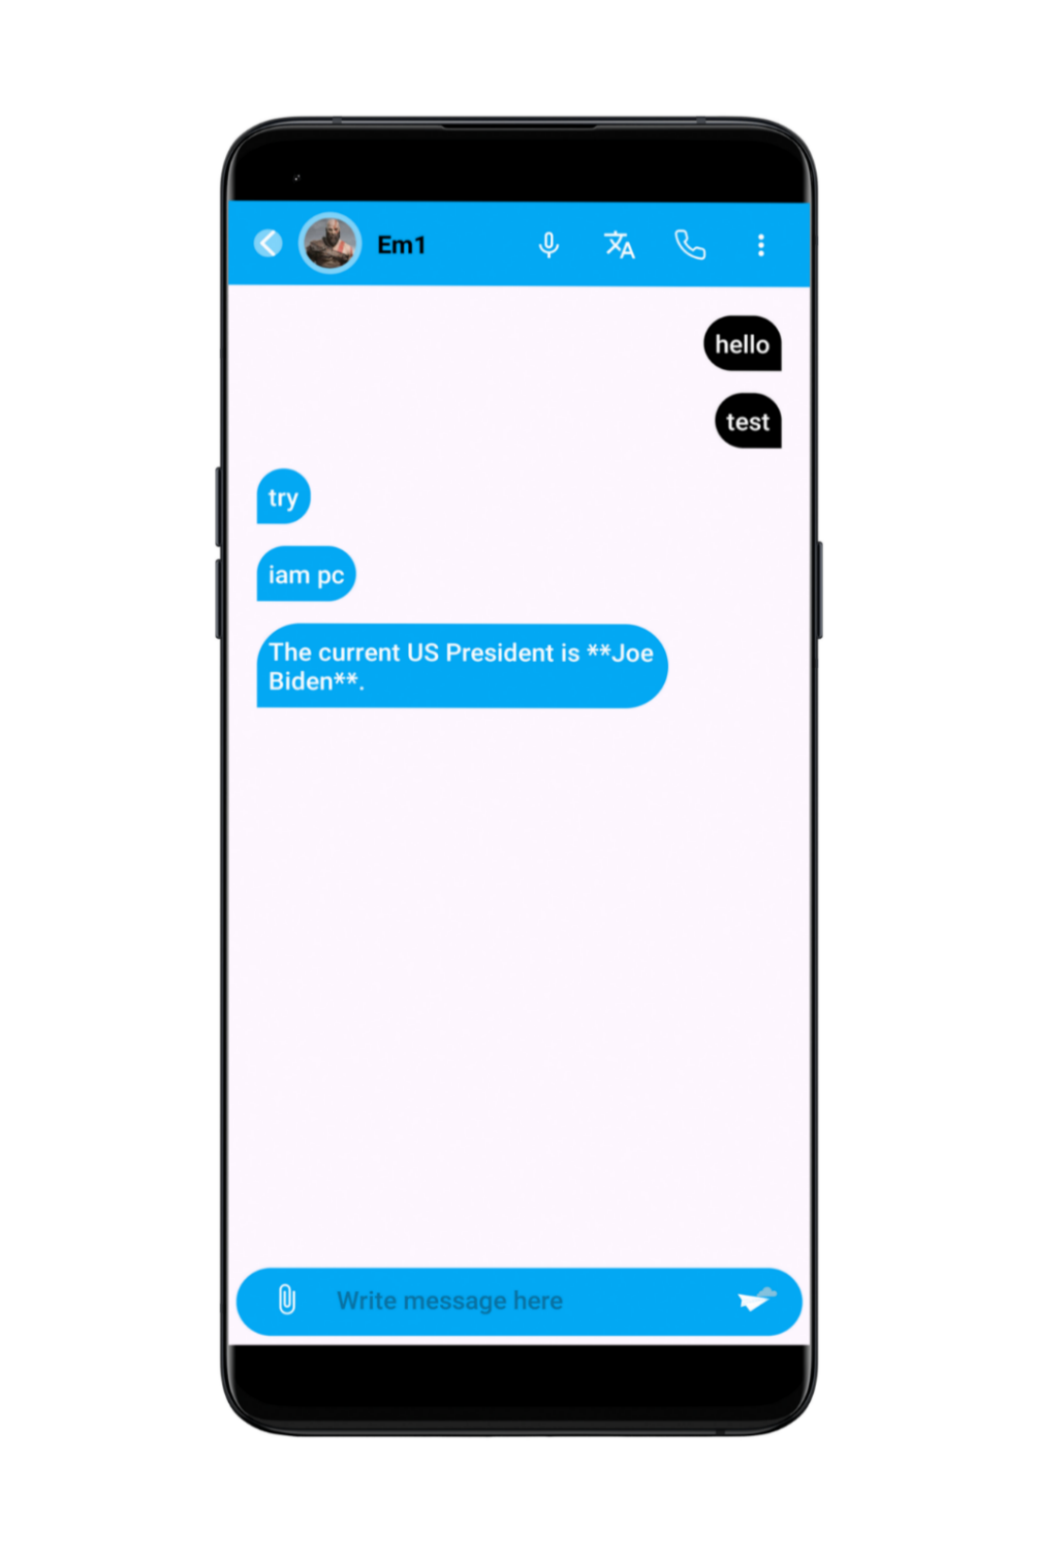 Em1
hello
test
try
iam pc
The current US President is **Joe
Biden**.
Write message here